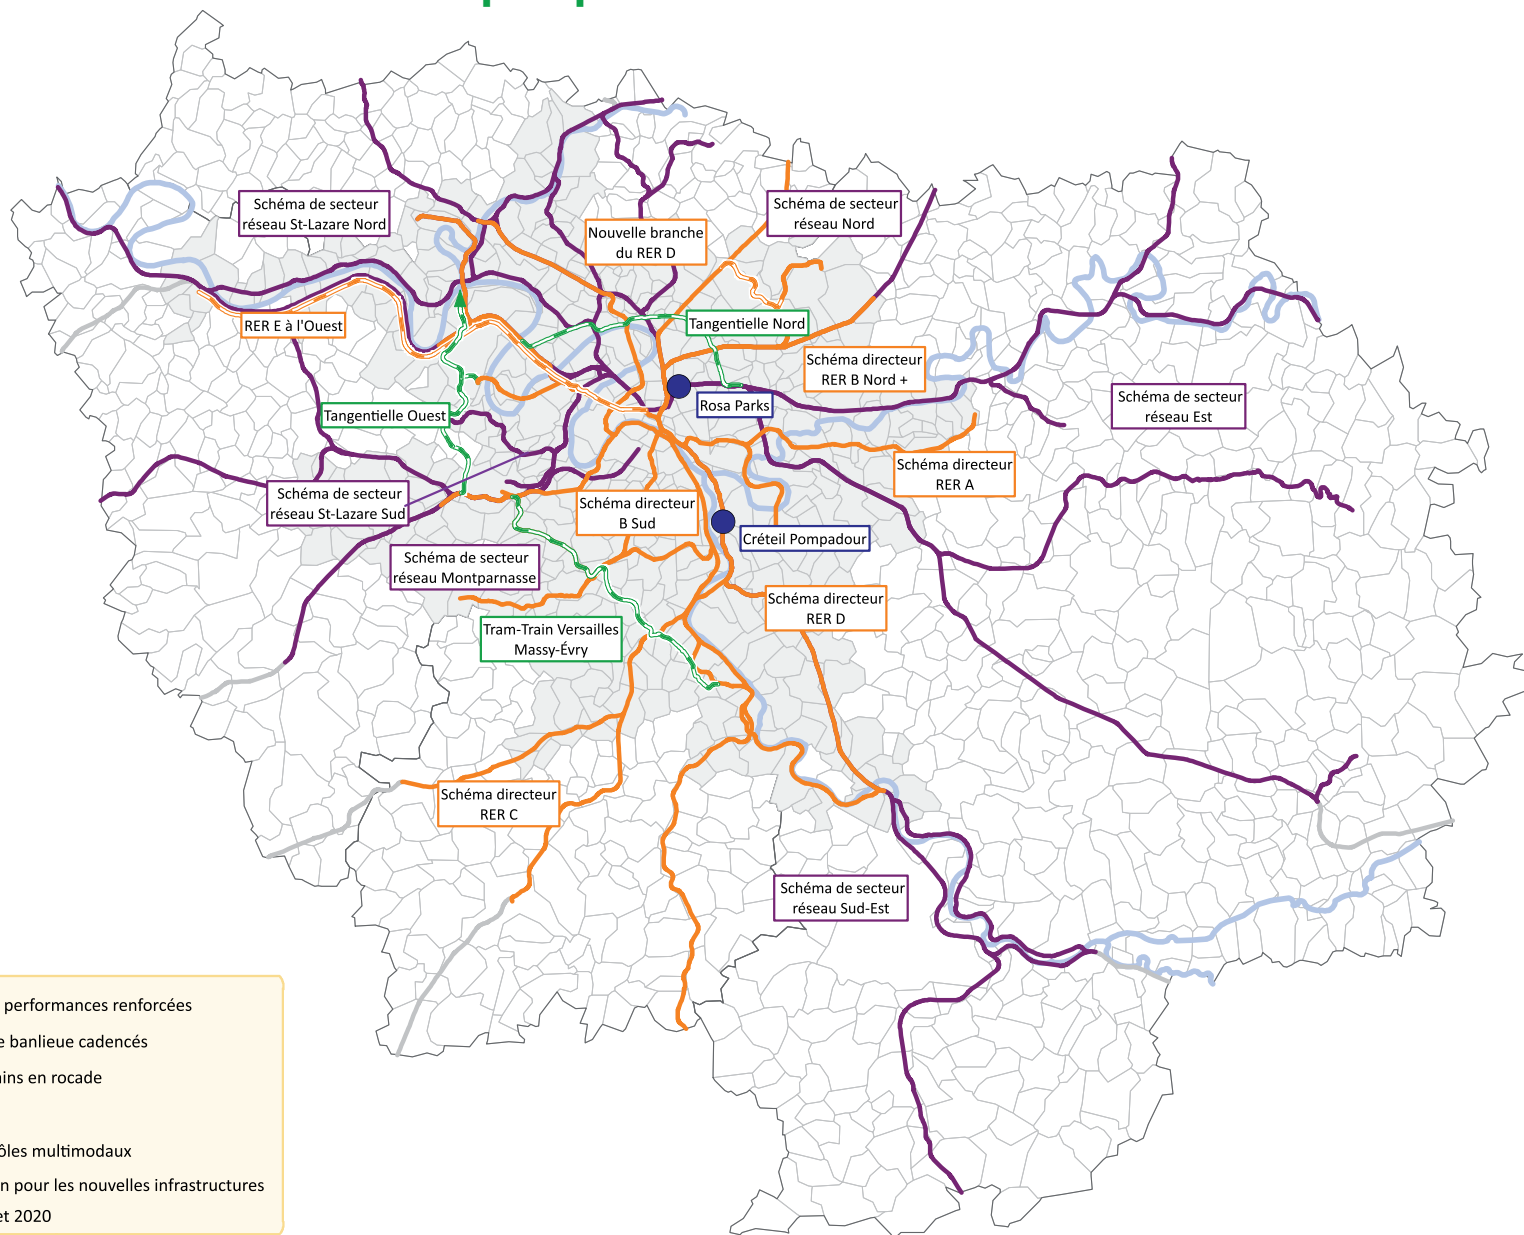 Schéma de secteur
réseau St-Lazare Nord
Schéma de secteur
réseau Nord
Nouvelle branche
du RER D
RER E à l'Ouest
Tangentielle Nord
Schéma directeur
RER B Nord +
Rosa Parks
Schéma de secteur
réseau Est
Tangentielle Ouest
Schéma directeur
RER A
Schéma de secteur
réseau St-Lazare Sud
Schéma directeur
B Sud
Créteil Pompadour
Schéma de secteur
réseau Montparnasse
Schéma directeur
RER D
Tram-Train Versailles
Massy-Évry
Schéma directeur
RER C
Schéma de secteur
réseau Sud-Est
performances renforcées
e banlieue cadencés
ins en rocade
ôles multimodaux
n pour les nouvelles infrastructures
et 2020